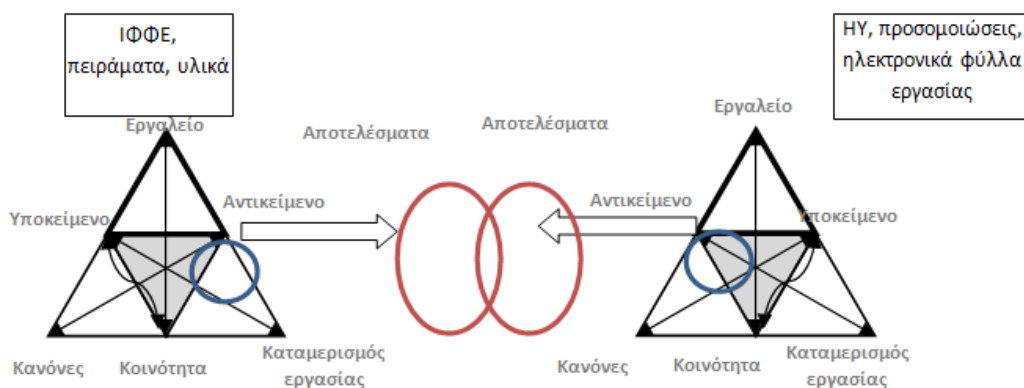 ΙΦΦΕ,
πειράματα, υλικά
ΗΥ, προσομοιώσεις,
ηλεκτρονικά φύλλα
εργασίας
Εργαλείο
Αποτελέσματα
Αποτελέσματα
Εργαλείο
Υποκείμενο
Αντικείμενο
Αντικείμενο
Υποκείμενο
Κανόνες
Κοινότητα
Καταμερισμός
εργασίας
Κανόνες
Κοινότητα
Καταμερισμός
εργασίας